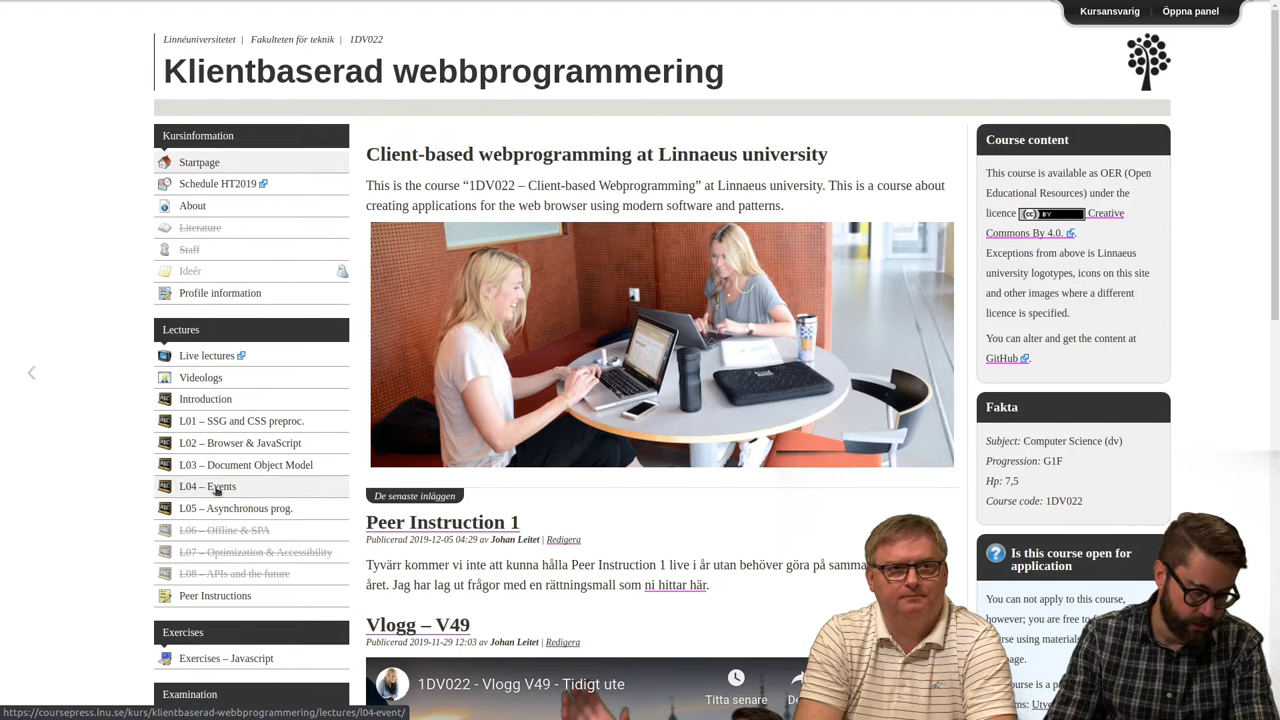 Kursansvarig | Öppna panel
Linnéuniversitetet | Fakulteten för teknik | 1DV022
Klientbaserad webbprogrammering
Kursinformation
Startpage
Schedule HT2019
About
Literature
Staff
Ideér
Profile information
Lectures
Live lectures
Videologs
Introduction
L01 – SSG and CSS preproc.
L02 – Browser & JavaScript
L03 – Document Object Model
L04 – Events
L05 – Asynchronous prog.
L06 – Offline & SPA
L07 – Optimization & Accessibility
L08 – APIs and the future
Peer Instructions
Exercises
Exercises – Javascript
Examination
https://coursepress.lnu.se/kurs/klientbaserad-webbprogrammering/lectures/l04-event/
Client-based webprogramming at Linnaeus university
This is the course “1DV022 – Client-based Webprogramming” at Linnaeus university. This is a course about
creating applications for the web browser using modern software and patterns.
De senaste inläggen
Peer Instruction 1
Publicerad 2019-12-05 04:29 av Johan Leitet | Redigera
Tyvärr kommer vi inte att kunna hålla Peer Instruction 1 live i år utan behöver göra på samma
året. Jag har lag ut frågor med en rättningsmall som ni hittar här.
Vlogg – V49
Publicerad 2019-11-29 12:03 av Johan Leitet | Redigera
1DV022 - Vlogg V49 - Tidigt ute
Titta senare
De
Course content
This course is available as OER (Open
Educational Resources) under the
licence CC BY Creative
Commons By 4.0.
Exceptions from above is Linnaeus
university logotypes, icons on this site
and other images where a different
licence is specified.
You can alter and get the content at
GitHub.
Fakta
Subject: Computer Science (dv)
Progression: G1F
Hp: 7,5
Course code: 1DV022
Is this course open for
application
You can not apply to this course,
however; you are free to f
urse using materials
page.
ourse is a p
ms: Utve